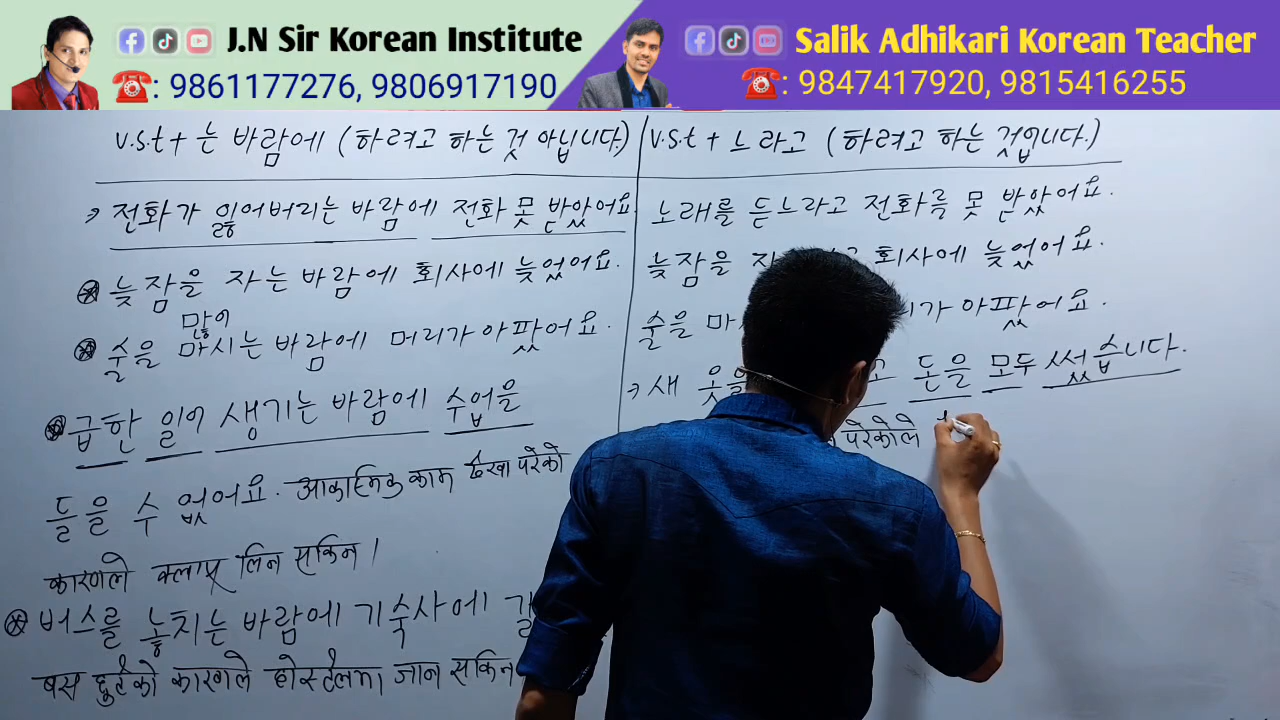 J.N Sir Korean Institute
☎: 9861177276, 9806917190
Salik Adhikari Korean Teacher
☎: 9847417920, 9815416255
v.st + 는 바람에 (하려고 하는 것 아닙니다.)
→ 전화가 잃어버리는 바람에 전화 못 받았어요
늦잠을 자는 바람에 회사에 늦었어요.
많이
술을 마시는 바람에 머리가 아팠어요.
급한 일이 생기는 바람에 수업을
들을 수 없었어요. आकास्मिक काम देखा परेको
कारणले क्लास लिन सकिन।
버스를 놓치는 바람에 기숙사에
बस छुटेको कारणले होस्टेलमा जान सकिन
v.st + 느라고 (하려고 하는 것입니다.)
노래를 듣느라고 전화를 못 받았어요.
늦잠을 회사에 늦었어요.
술을 아팠어요.
→ 새 옷을 돈을 모두 썼습니다.
परेकोले